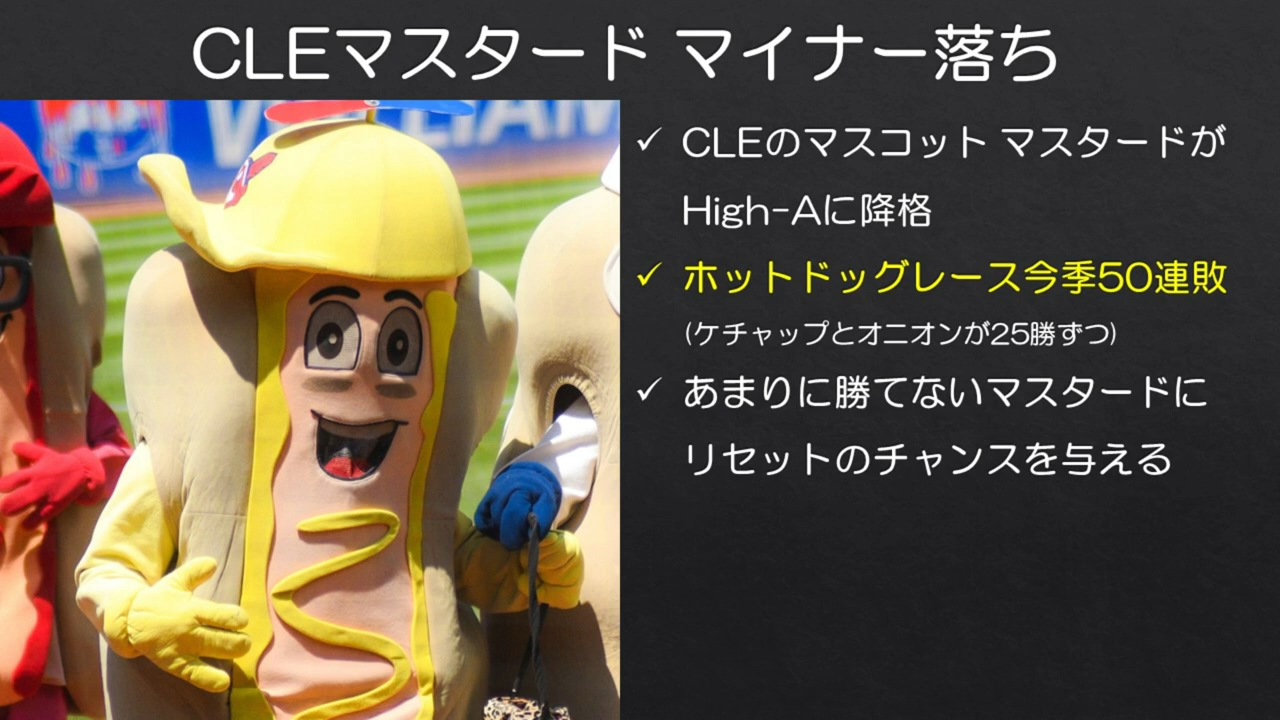 CLEマスタード マイナー落ち
✓ CLEのマスコット マスタードが
High-Aに降格
✓ ホットドッグレース今季50連敗
(ケチャップとオニオンが25勝ずつ)
✓ あまりに勝てないマスタードに
リセットのチャンスを与える